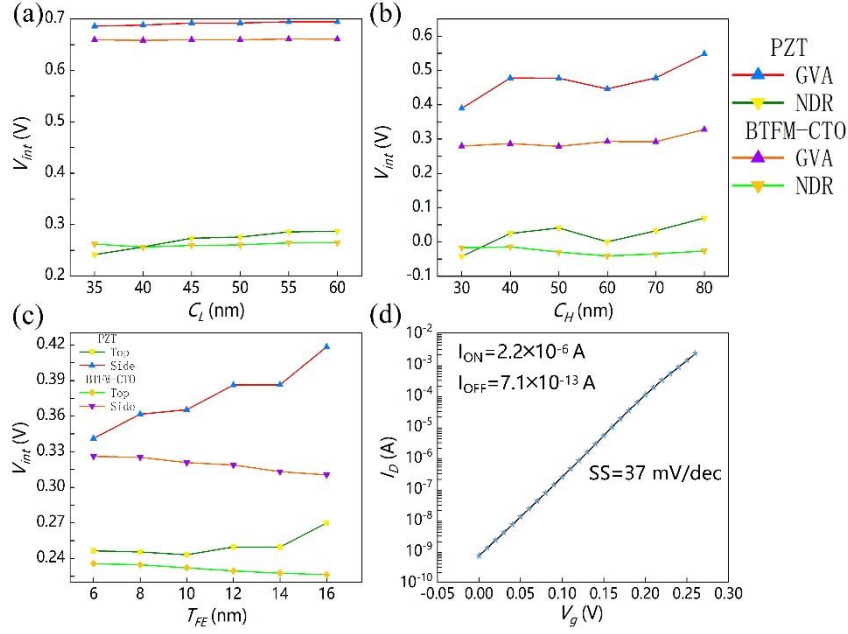 (a)
0.7
0.6
0.5
0.4
0.3
0.2
V_int (V)
35 40 45 50 55 60
C_L (nm)
(b)
0.6
0.5
0.4
0.3
0.2
0.1
0.0
-0.1
V_int (V)
30 40 50 60 70 80
C_H (nm)
PZT
GVA
NDR
BTFM-CTO
GVA
NDR
(c)
PZT
Top
Side
BTFM-CTO
Top
Side
0.42
0.39
0.36
0.33
0.30
0.27
0.24
V_int (V)
6 8 10 12 14 16
T_FE (nm)
(d)
I_ON=2.2×10^-6 A
I_OFF=7.1×10^-13 A
SS=37 mV/dec
10^-2
10^-3
10^-4
10^-5
10^-6
10^-7
10^-8
10^-9
10^-10
I_D (A)
-0.05 0.00 0.05 0.10 0.15 0.20 0.25 0.30
V_g (V)